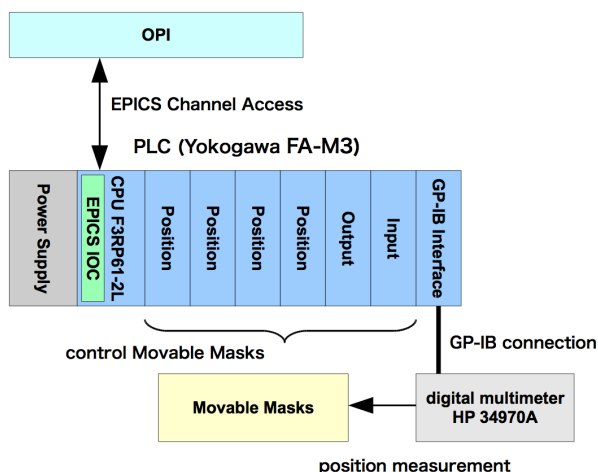 OPI
EPICS Channel Access
PLC (Yokogawa FA-M3)
Power Supply
EPICS IOC
CPU F3RP61-2L
Position
Position
Position
Position
Output
Input
GP-IB Interface
control Movable Masks
GP-IB connection
Movable Masks
digital multimeter
HP 34970A
position measurement